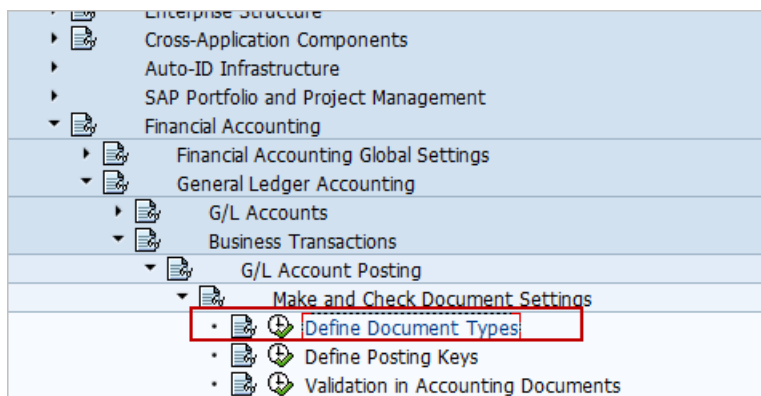 Enterprise Structure
Cross-Application Components
Auto-ID Infrastructure
SAP Portfolio and Project Management
Financial Accounting
Financial Accounting Global Settings
General Ledger Accounting
G/L Accounts
Business Transactions
G/L Account Posting
Make and Check Document Settings
Define Document Types
Define Posting Keys
Validation in Accounting Documents